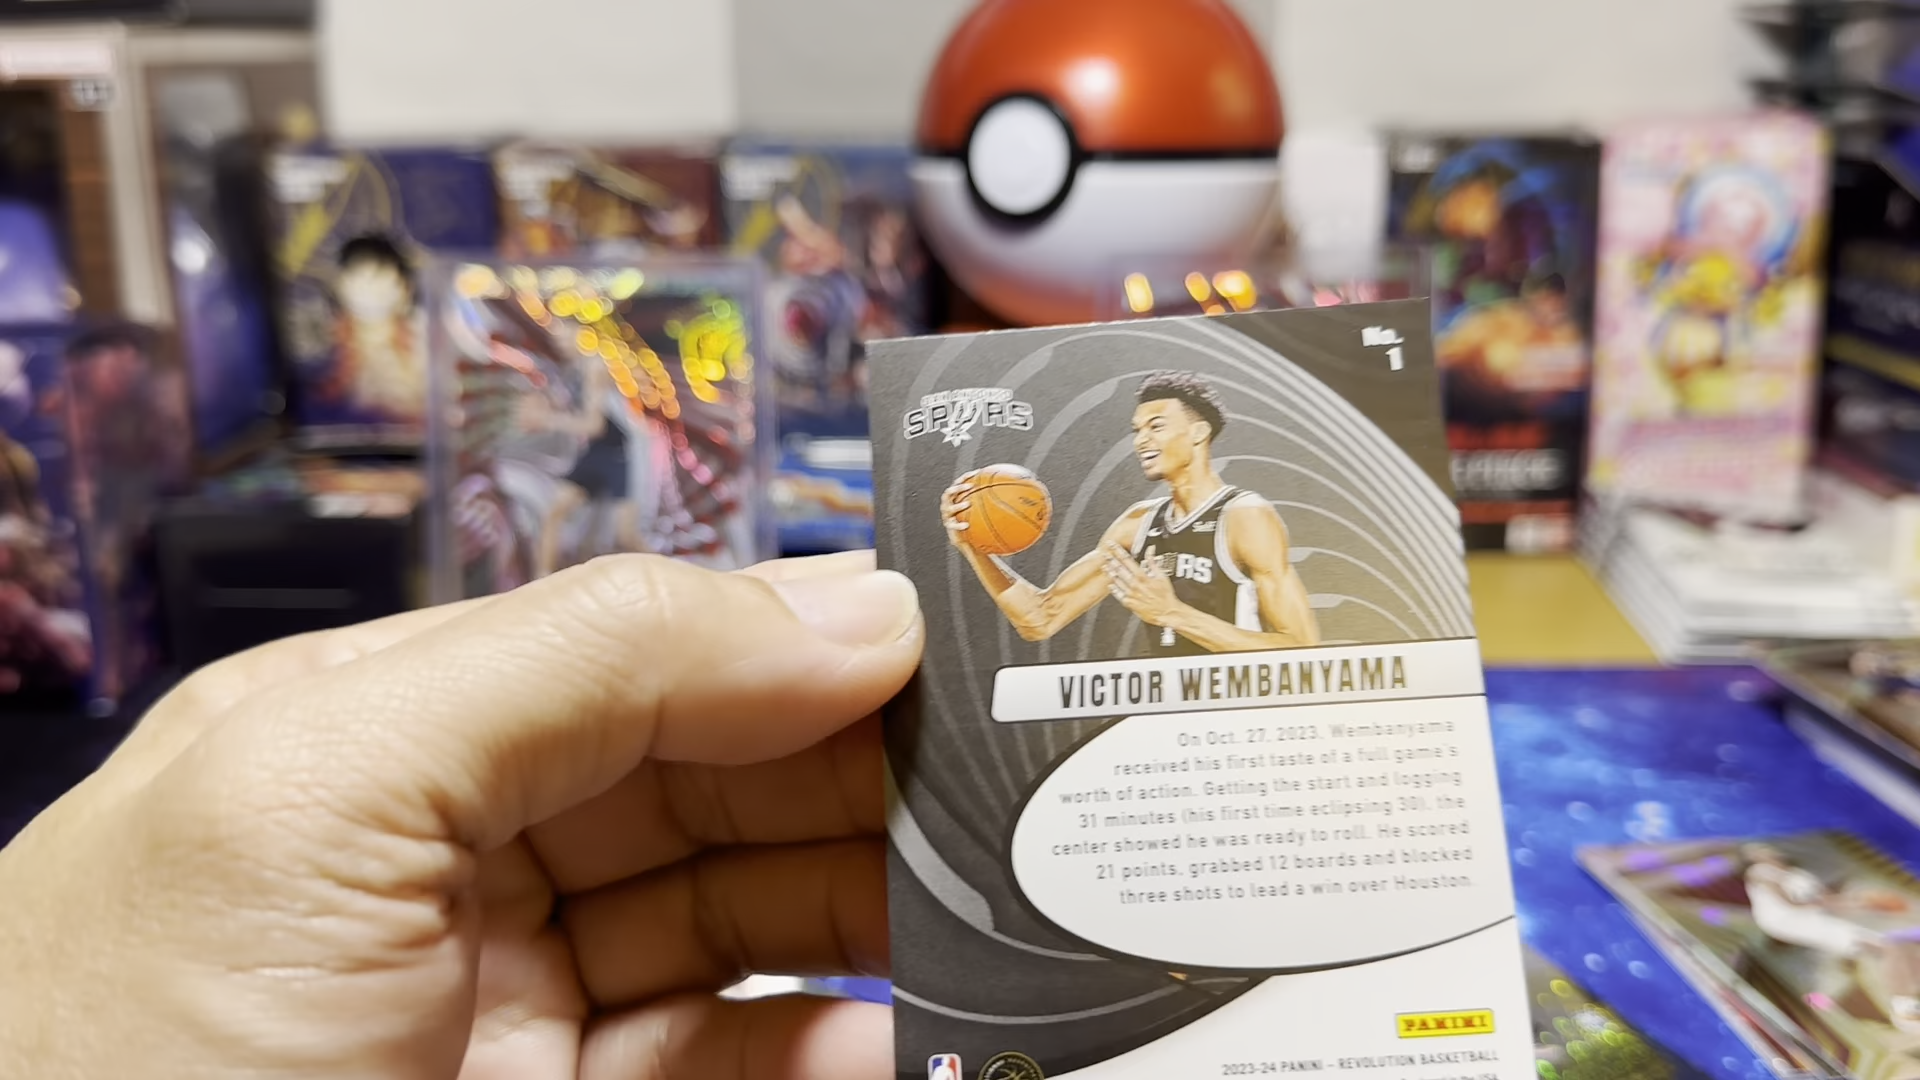 No.
1
SPURS
RS
VICTOR WEMBANYAMA
On Oct. 27, 2023, Wembanyama
received his first taste of a full game's
worth of action. Getting the start and logging
31 minutes (his first time eclipsing 30), the
center showed he was ready to roll. He scored
21 points, grabbed 12 boards and blocked
three shots to lead a win over Houston.
PANINI
2023-24 PANINI – REVOLUTION BASKETBALL